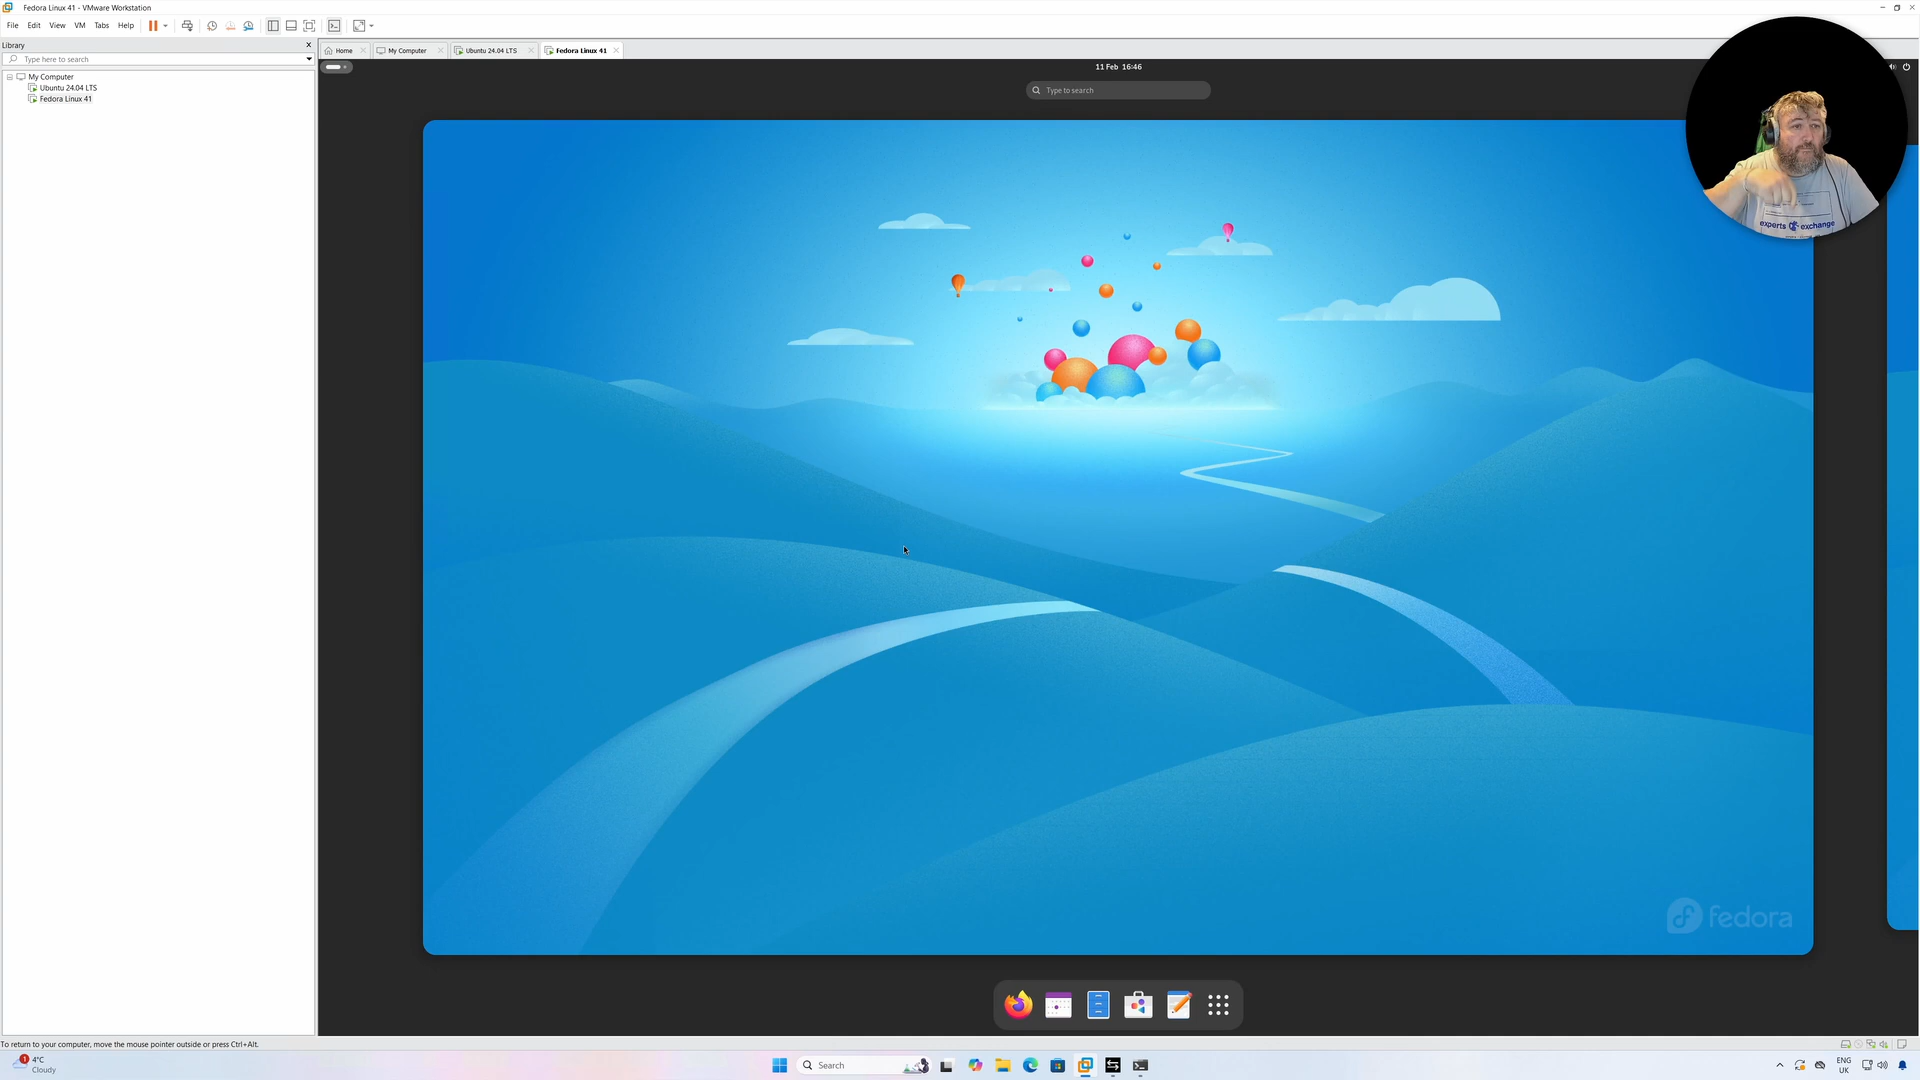 Fedora Linux 41 - VMware Workstation
File Edit View VM Tabs Help
Library
Type here to search
My Computer
Ubuntu 24.04 LTS
Fedora Linux 41
Home
My Computer
Ubuntu 24.04 LTS
Fedora Linux 41
11 Feb 16:46
Type to search
experts exchange
fedora
To return to your computer, move the mouse pointer outside or press Ctrl+Alt.
1
4°C
Cloudy
Search
ENG
UK